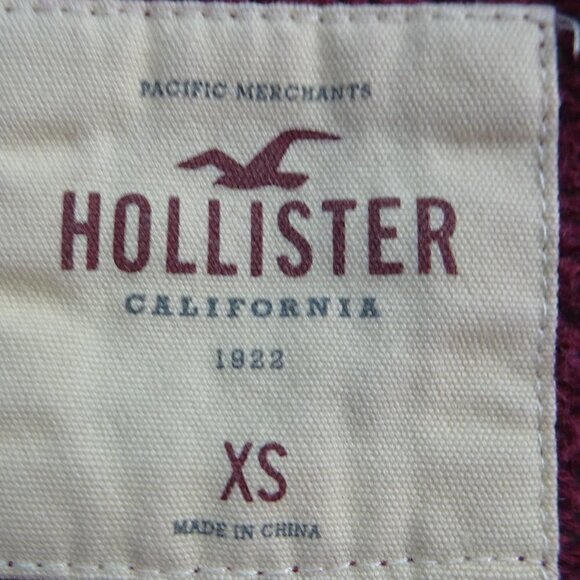 PACIFIC MERCHANTS
HOLLISTER
CALIFORNIA
1922
XS
MADE IN CHINA